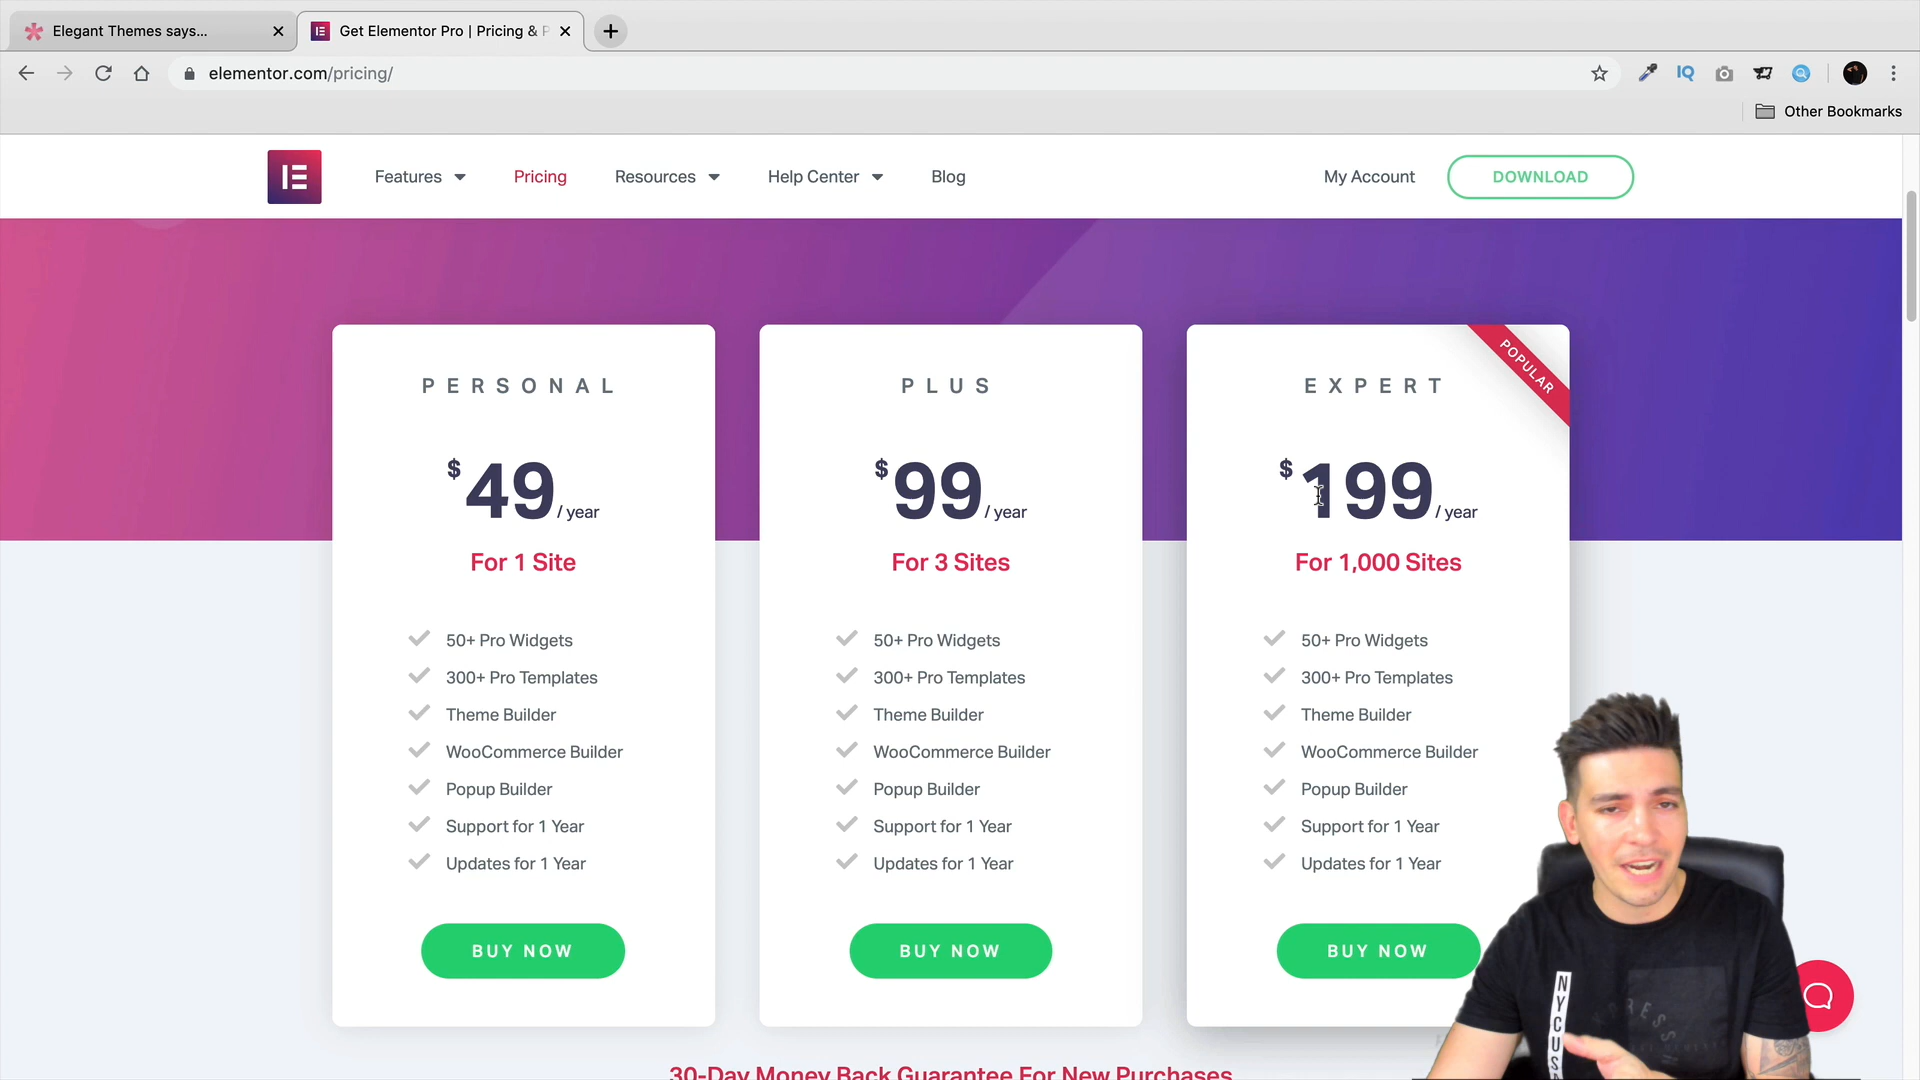 Elegant Themes says...
Get Elementor Pro | Pricing & P
elementor.com/pricing/
IQ
Other Bookmarks
Features
Pricing
Resources
Help Center
Blog
My Account
DOWNLOAD
PERSONAL
$49/ year
For 1 Site
50+ Pro Widgets
300+ Pro Templates
Theme Builder
WooCommerce Builder
Popup Builder
Support for 1 Year
Updates for 1 Year
BUY NOW
PLUS
$99/ year
For 3 Sites
50+ Pro Widgets
300+ Pro Templates
Theme Builder
WooCommerce Builder
Popup Builder
Support for 1 Year
Updates for 1 Year
BUY NOW
POPULAR
EXPERT
$199/ year
For 1,000 Sites
50+ Pro Widgets
300+ Pro Templates
Theme Builder
WooCommerce Builder
Popup Builder
Support for 1 Year
Updates for 1 Year
BUY NOW
30-Day Money Back Guarantee For New Purchases